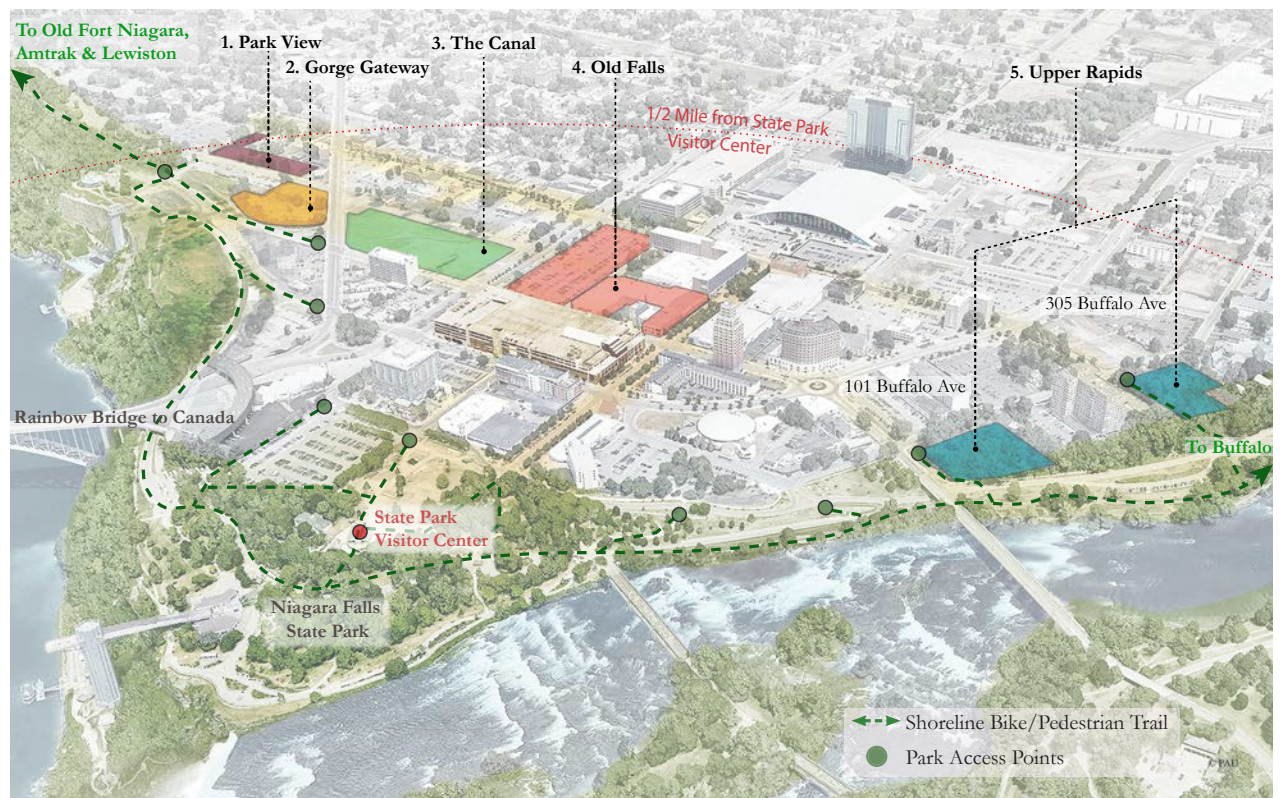 To Old Fort Niagara,
Amtrak & Lewiston
1. Park View
2. Gorge Gateway
3. The Canal
4. Old Falls
5. Upper Rapids
1/2 Mile from State Park
Visitor Center
305 Buffalo Ave
101 Buffalo Ave
Rainbow Bridge to Canada
To Buffalo
State Park
Visitor Center
Niagara Falls
State Park
Shoreline Bike/Pedestrian Trail
Park Access Points
© PAU